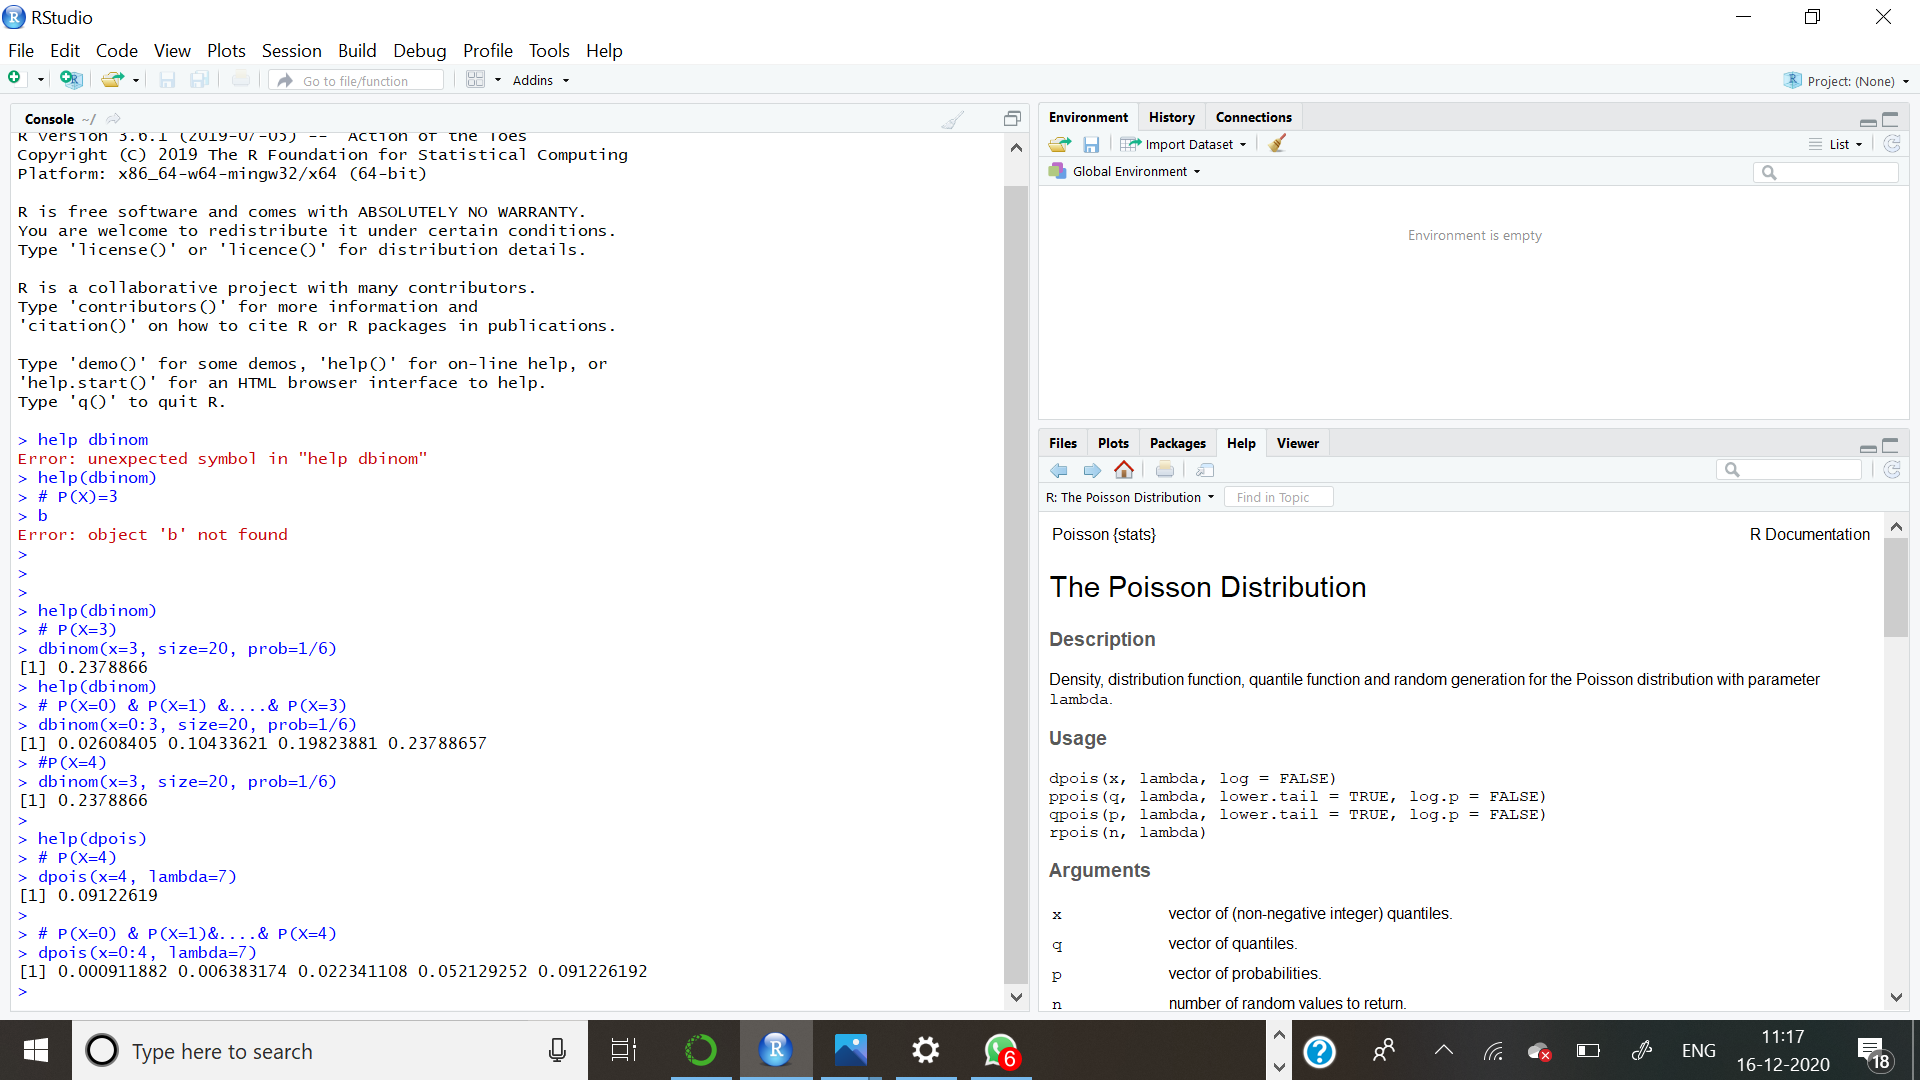 RStudio
File Edit Code View Plots Session Build Debug Profile Tools Help
Go to file/function Addins Project: (None)
Console ~/
R version 3.6.1 (2019-07-05) -- "Action of the Toes"
Copyright (C) 2019 The R Foundation for Statistical Computing
Platform: x86_64-w64-mingw32/x64 (64-bit)
R is free software and comes with ABSOLUTELY NO WARRANTY.
You are welcome to redistribute it under certain conditions.
Type 'license()' or 'licence()' for distribution details.
R is a collaborative project with many contributors.
Type 'contributors()' for more information and
'citation()' on how to cite R or R packages in publications.
Type 'demo()' for some demos, 'help()' for on-line help, or
'help.start()' for an HTML browser interface to help.
Type 'q()' to quit R.
> help dbinom
Error: unexpected symbol in "help dbinom"
> help(dbinom)
> # P(X)=3
> b
Error: object 'b' not found
>
>
>
> help(dbinom)
> # P(X=3)
> dbinom(x=3, size=20, prob=1/6)
[1] 0.2378866
> help(dbinom)
> # P(X=0) & P(X=1) &....& P(X=3)
> dbinom(x=0:3, size=20, prob=1/6)
[1] 0.02608405 0.10433621 0.19823881 0.23788657
> #P(X=4)
> dbinom(x=3, size=20, prob=1/6)
[1] 0.2378866
>
> help(dpois)
> # P(X=4)
> dpois(x=4, lambda=7)
[1] 0.09122619
>
> # P(X=0) & P(X=1)&....& P(X=4)
> dpois(x=0:4, lambda=7)
[1] 0.000911882 0.006383174 0.022341108 0.052129252 0.091226192
>
Environment History Connections
Import Dataset List
Global Environment
Environment is empty
Files Plots Packages Help Viewer
R: The Poisson Distribution Find in Topic
Poisson {stats} R Documentation
The Poisson Distribution
Description
Density, distribution function, quantile function and random generation for the Poisson distribution with parameter
lambda.
Usage
dpois(x, lambda, log = FALSE)
ppois(q, lambda, lower.tail = TRUE, log.p = FALSE)
qpois(p, lambda, lower.tail = TRUE, log.p = FALSE)
rpois(n, lambda)
Arguments
x vector of (non-negative integer) quantiles.
q vector of quantiles.
p vector of probabilities.
n number of random values to return.
Type here to search
R
6
ENG
11:17
16-12-2020
18